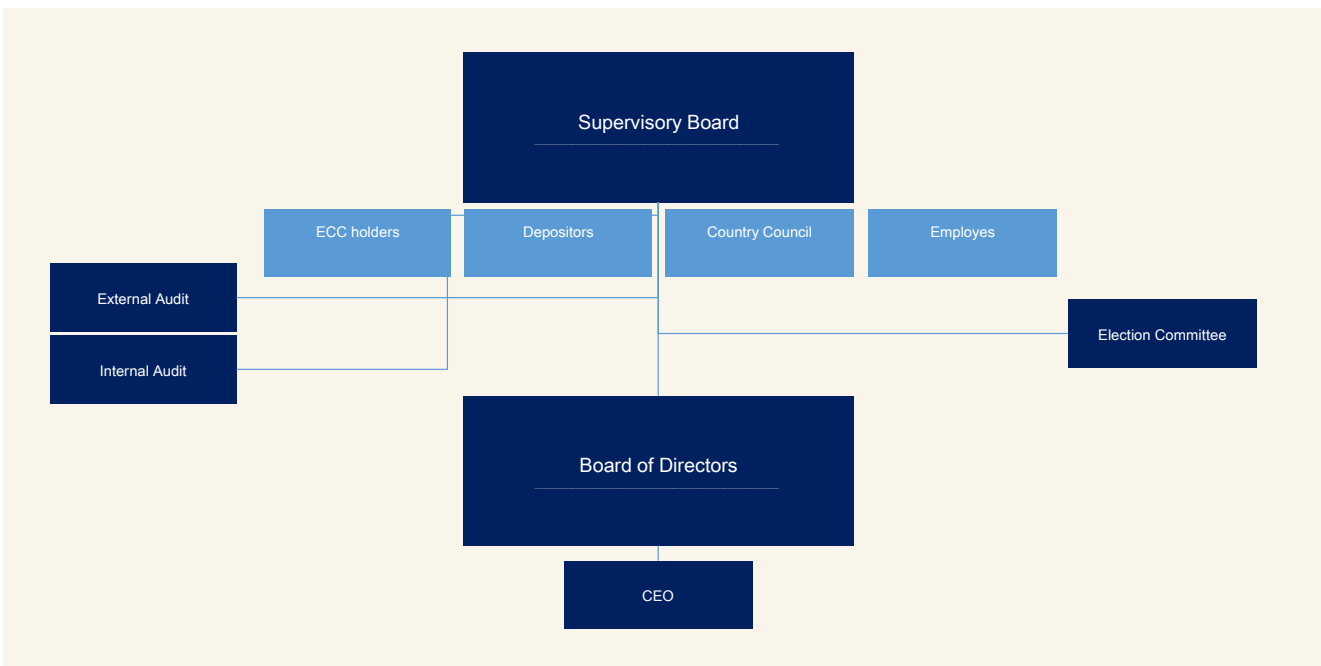 Supervisory Board
ECC holders
Depositors
Country Council
Employes
External Audit
Election Committee
Internal Audit
Board of Directors
CEO